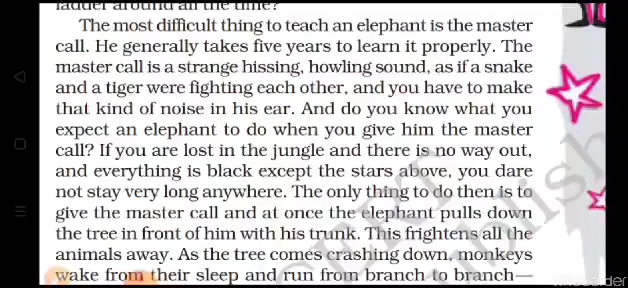 ladder around all the time?
The most difficult thing to teach an elephant is the master
call. He generally takes five years to learn it properly. The
master call is a strange hissing, howling sound, as if a snake
and a tiger were fighting each other, and you have to make
that kind of noise in his ear. And do you know what you
expect an elephant to do when you give him the master
call? If you are lost in the jungle and there is no way out,
and everything is black except the stars above, you dare
not stay very long anywhere. The only thing to do then is to
give the master call and at once the elephant pulls down
the tree in front of him with his trunk. This frightens all the
animals away. As the tree comes crashing down, monkeys
wake from their sleep and run from branch to branch—